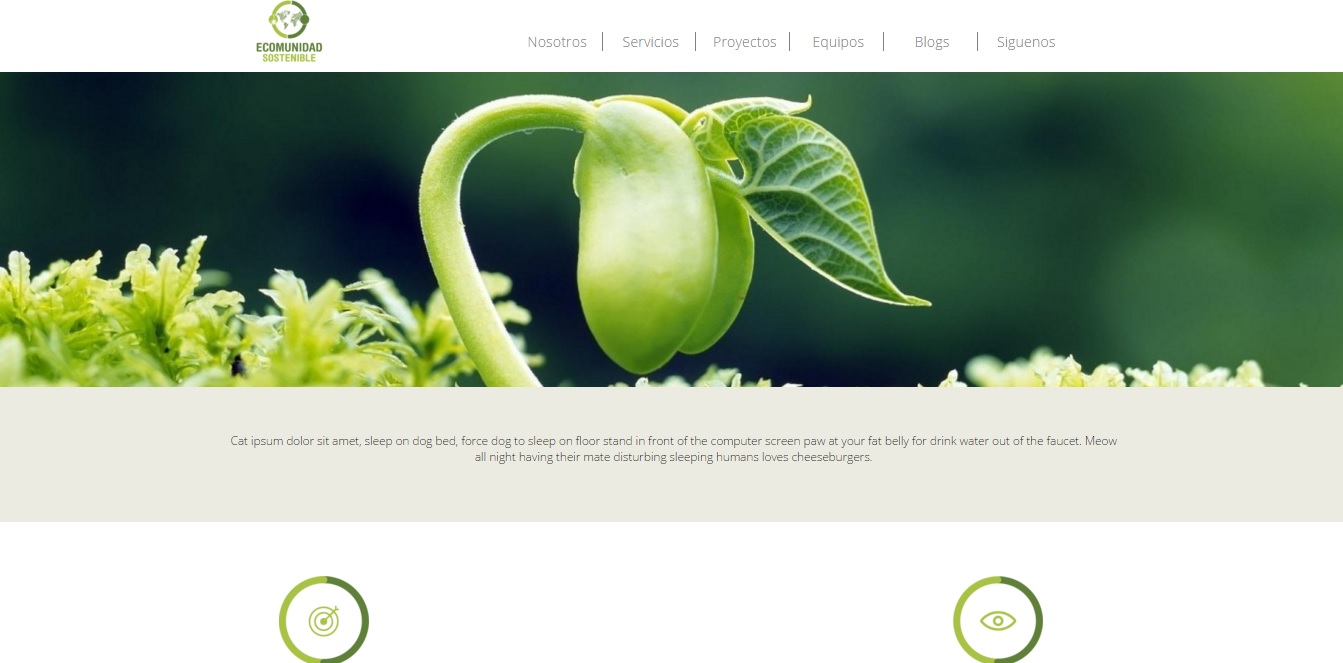 ECOMUNIDAD
SOSTENIBLE
Nosotros
Servicios
Proyectos
Equipos
Blogs
Siguenos
Cat ipsum dolor sit amet, sleep on dog bed, force dog to sleep on floor stand in front of the computer screen paw at your fat belly for drink water out of the faucet. Meow
all night having their mate disturbing sleeping humans loves cheeseburgers.